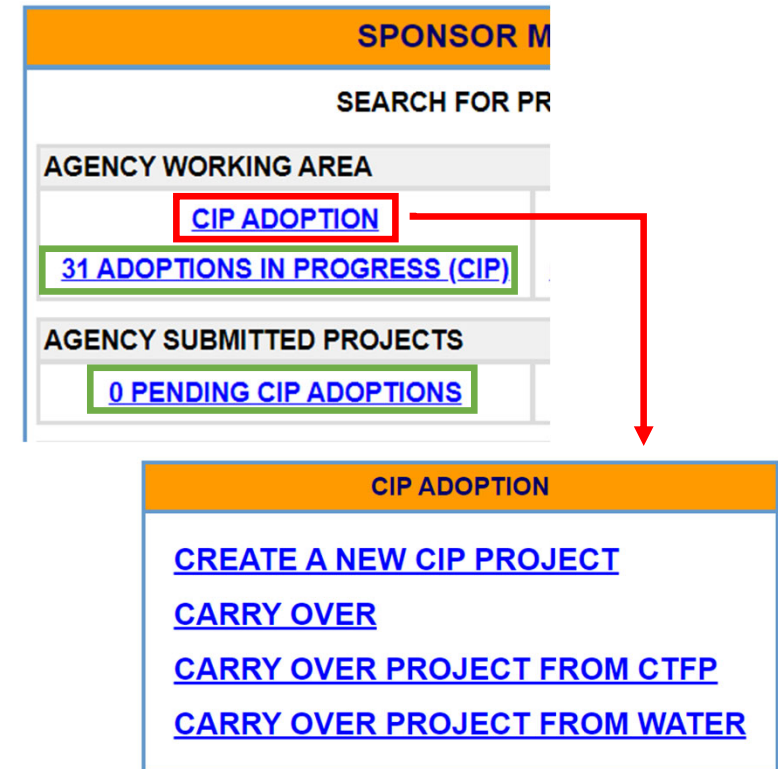 SPONSOR M
SEARCH FOR PR
AGENCY WORKING AREA
CIP ADOPTION
31 ADOPTIONS IN PROGRESS (CIP)
AGENCY SUBMITTED PROJECTS
0 PENDING CIP ADOPTIONS
CIP ADOPTION
CREATE A NEW CIP PROJECT
CARRY OVER
CARRY OVER PROJECT FROM CTFP
CARRY OVER PROJECT FROM WATER